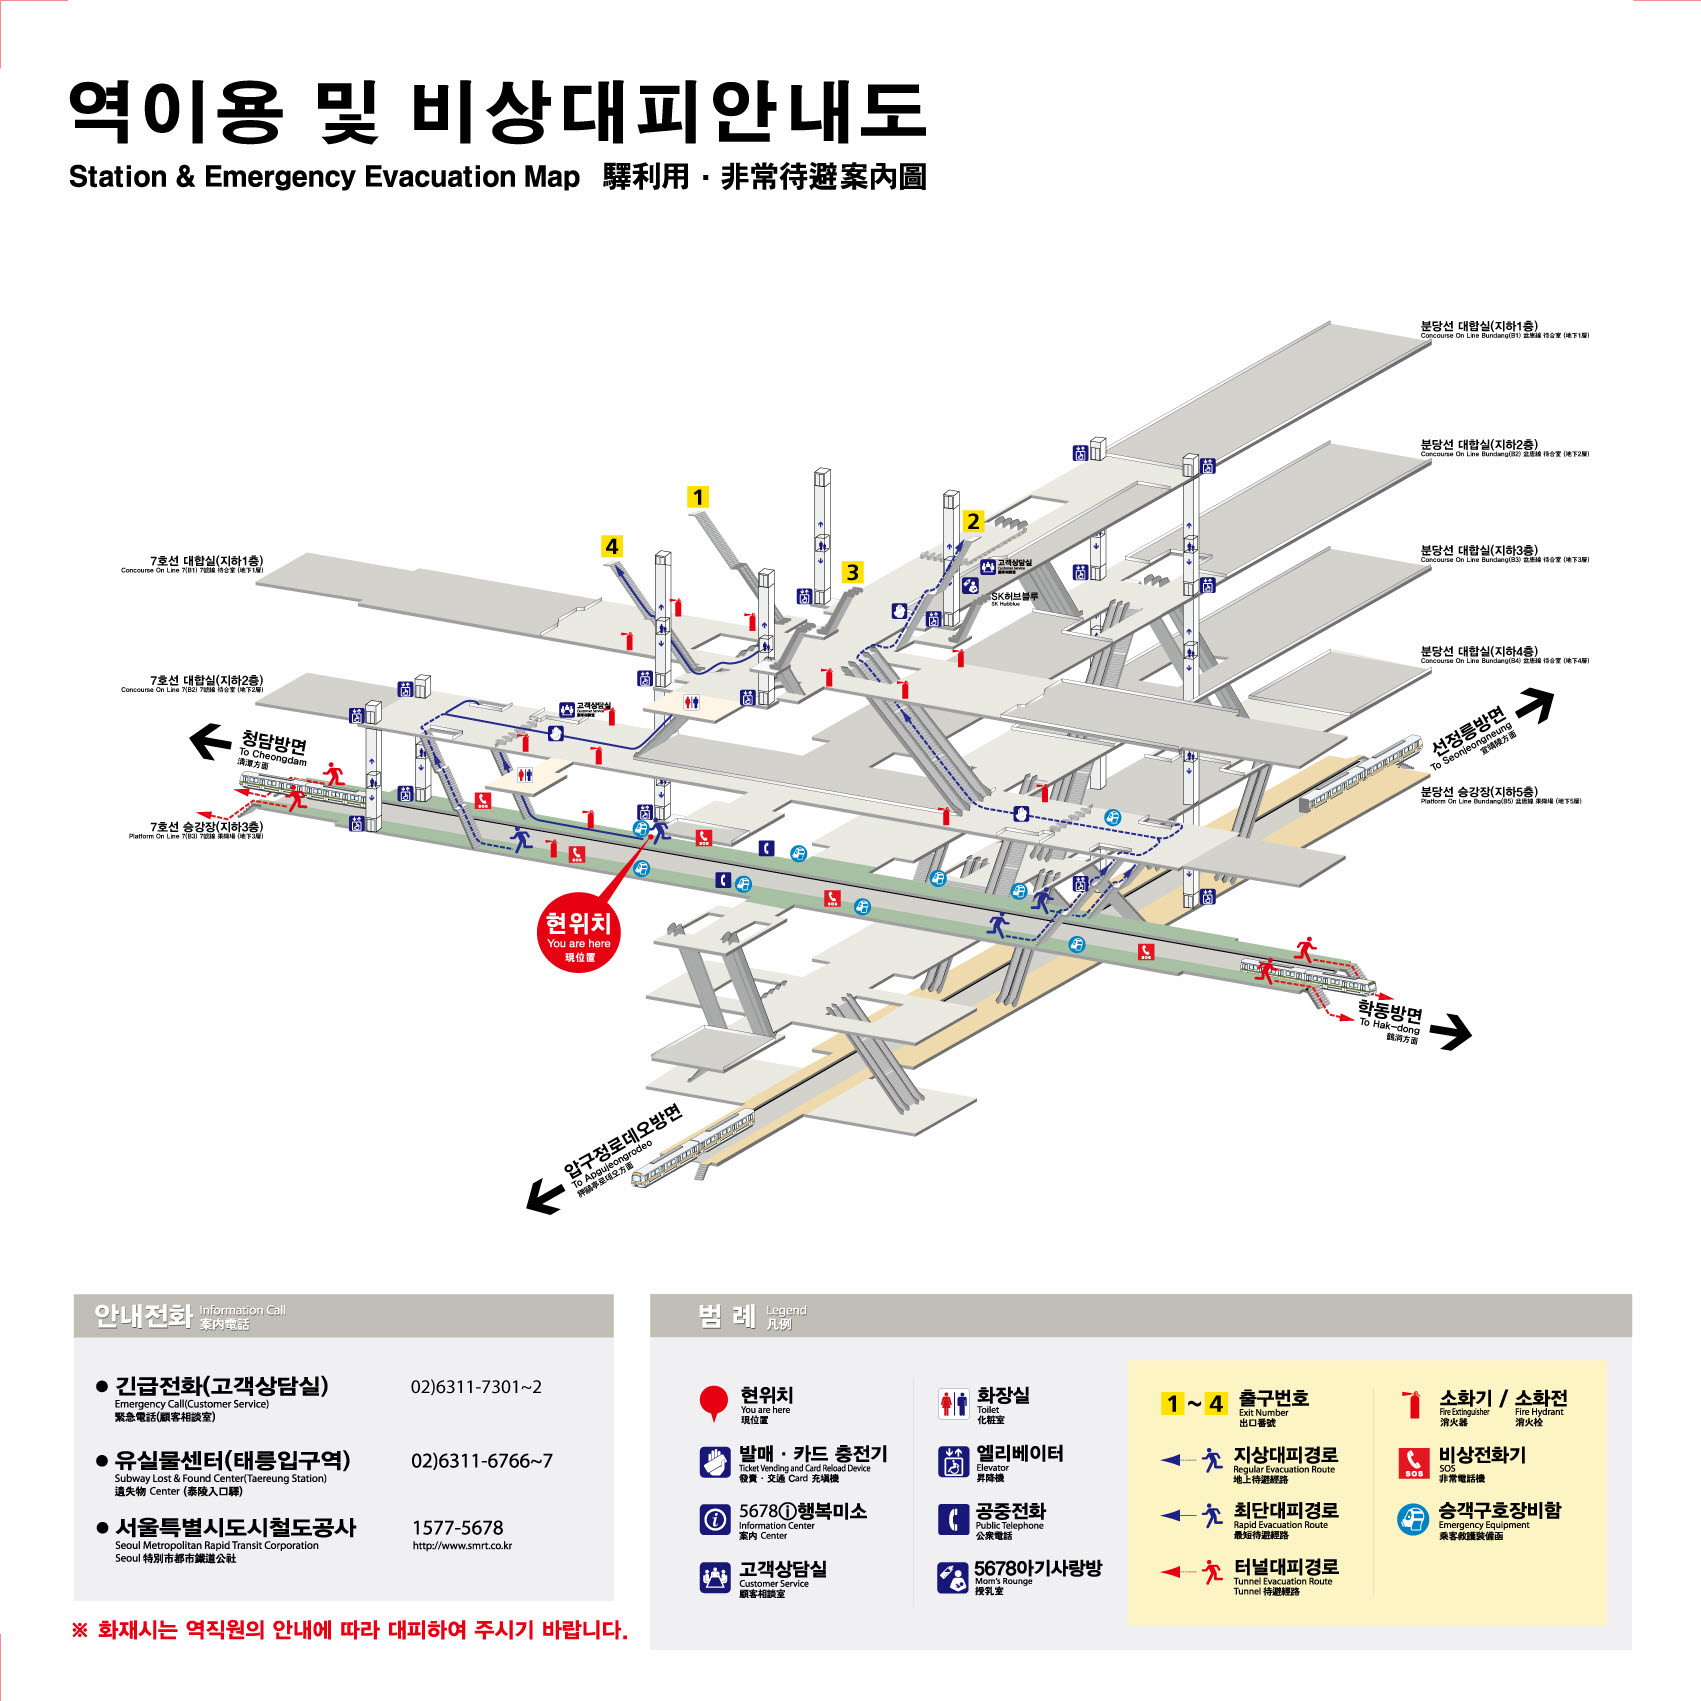 역이용 및 비상대피안내도
Station & Emergency Evacuation Map 驛利用 · 非常待避案內圖
분당선 대합실(지하1층)
Concourse On Line Bundang(B1) 盆唐線 待合室 (地下1層)
분당선 대합실(지하2층)
Concourse On Line Bundang(B2) 盆唐線 待合室 (地下2層)
분당선 대합실(지하3층)
Concourse On Line Bundang(B3) 盆唐線 待合室 (地下3層)
분당선 대합실(지하4층)
Concourse On Line Bundang(B4) 盆唐線 待合室 (地下4層)
선정릉방면
To Seonjeongneung
宣靖陵方面
분당선 승강장(지하5층)
Platform On Line Bundang(B5) 盆唐線 乘降場 (地下5層)
1
4
2
3
고객상담실
Customer Service
顧客相談室
SK허브블루
SK Hubblue
7호선 대합실(지하1층)
Concourse On Line 7(B1) 7號線 待合室 (地下1層)
7호선 대합실(지하2층)
Concourse On Line 7(B2) 7號線 待合室 (地下2層)
고객상담실
Customer Service
顧客相談室
청담방면
To Cheongdam
淸潭方面
7호선 승강장(지하3층)
Platform On Line 7(B3) 7號線 乘降場 (地下3層)
SOS
SOS
SOS
SOS
SOS
현위치
You are here
現位置
학동방면
To Hak-dong
鶴洞方面
압구정로데오방면
To Apgujeongrodeo
狎鷗亭로데오方面
안내전화 Information Call
案内電話
● 긴급전화(고객상담실) 02)6311-7301~2
Emergency Call(Customer Service)
緊急電話(顧客相談室)
● 유실물센터(태릉입구역) 02)6311-6766~7
Subway Lost & Found Center(Taereung Station)
遺失物 Center (泰陵入口驛)
● 서울특별시도시철도공사 1577-5678
Seoul Metropolitan Rapid Transit Corporation http://www.smrt.co.kr
Seoul 特別市都市鐵道公社
※ 화재시는 역직원의 안내에 따라 대피하여 주시기 바랍니다.
범 례 Legend
凡例
현위치
You are here
現位置
발매 · 카드 충전기
Ticket Vending and Card Reload Device
發賣 · 交通 Card 充塡機
5678ⓘ행복미소
Information Center
案内 Center
고객상담실
Customer Service
顧客相談室
화장실
Toilet
化粧室
엘리베이터
Elevator
昇降機
공중전화
Public Telephone
公衆電話
5678아기사랑방
Mom's Rounge
授乳室
1 ~ 4 출구번호
Exit Number
出口番號
지상대피경로
Regular Evacuation Route
地上待避經路
최단대피경로
Rapid Evacuation Route
最短待避經路
터널대피경로
Tunnel Evacuation Route
Tunnel 待避經路
소화기 / 소화전
Fire Extinguisher Fire Hydrant
消火器 消火栓
SOS
비상전화기
SOS
非常電話機
승객구호장비함
Emergency Equipment
乘客救護裝備函